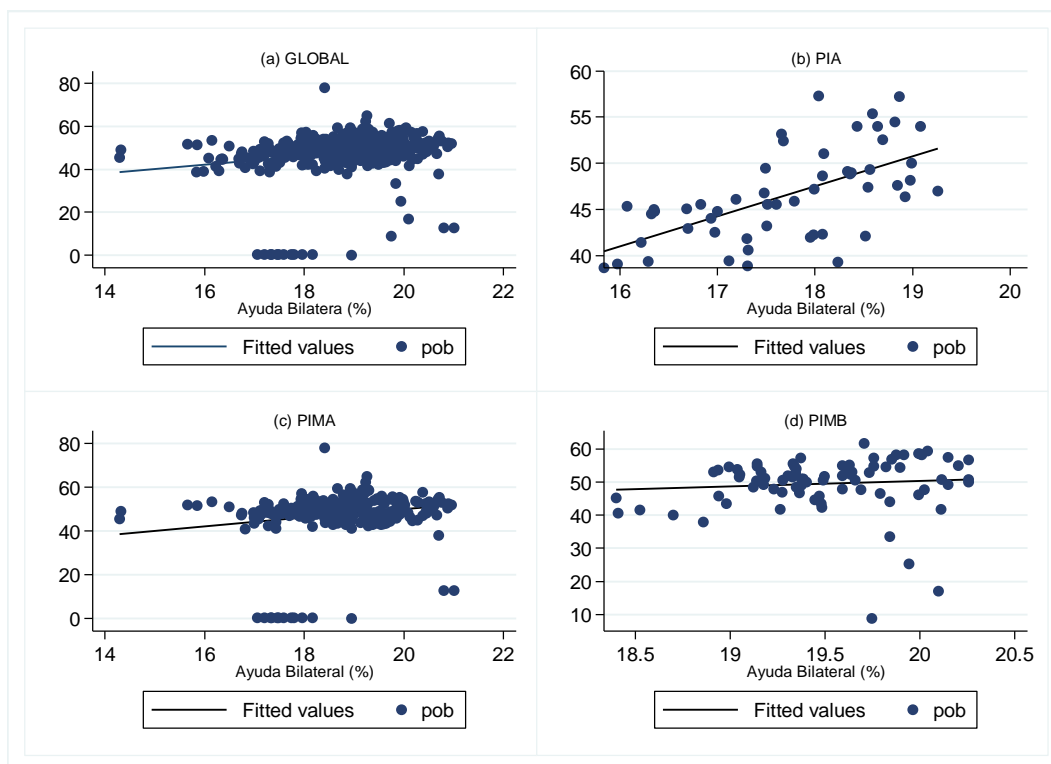 (a) GLOBAL
80
60
40
20
0
14 16 18 20 22
Ayuda Bilatera (%)
Fitted values pob
(b) PIA
60
55
50
45
40
16 17 18 19 20
Ayuda Bilateral (%)
Fitted values pob
(c) PIMA
80
60
40
20
0
14 16 18 20 22
Ayuda Bilateral (%)
Fitted values pob
(d) PIMB
60
50
40
30
20
10
18.5 19 19.5 20 20.5
Ayuda Bilateral (%)
Fitted values pob